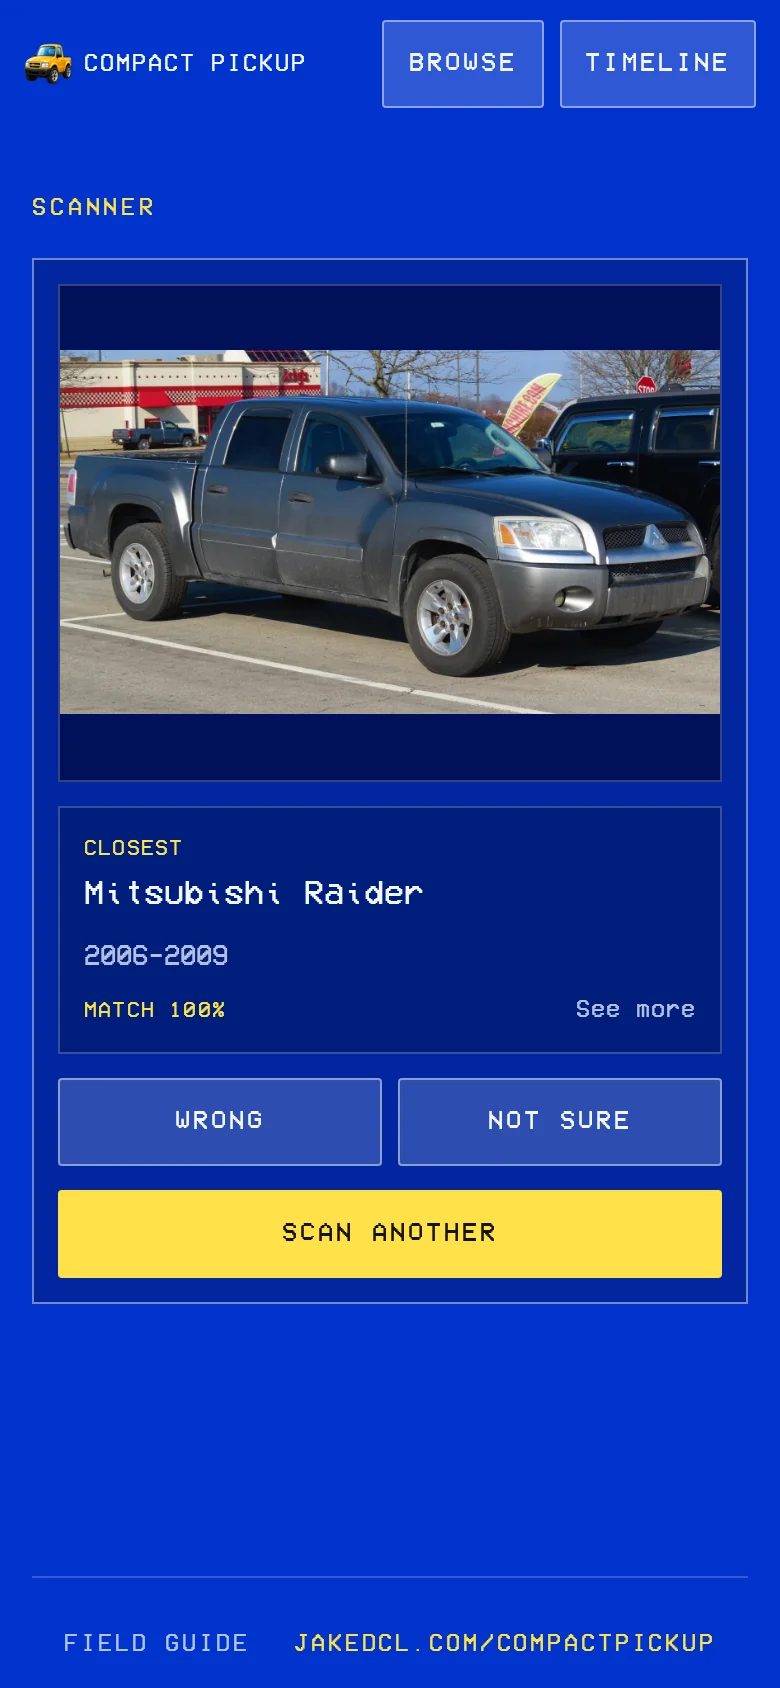 COMPACT PICKUP
BROWSE
TIMELINE
SCANNER
STOP
CLOSEST
Mitsubishi Raider
2006-2009
MATCH 100%
See more
WRONG
NOT SURE
SCAN ANOTHER
FIELD GUIDE
JAKEDCL.COM/COMPACTPICKUP